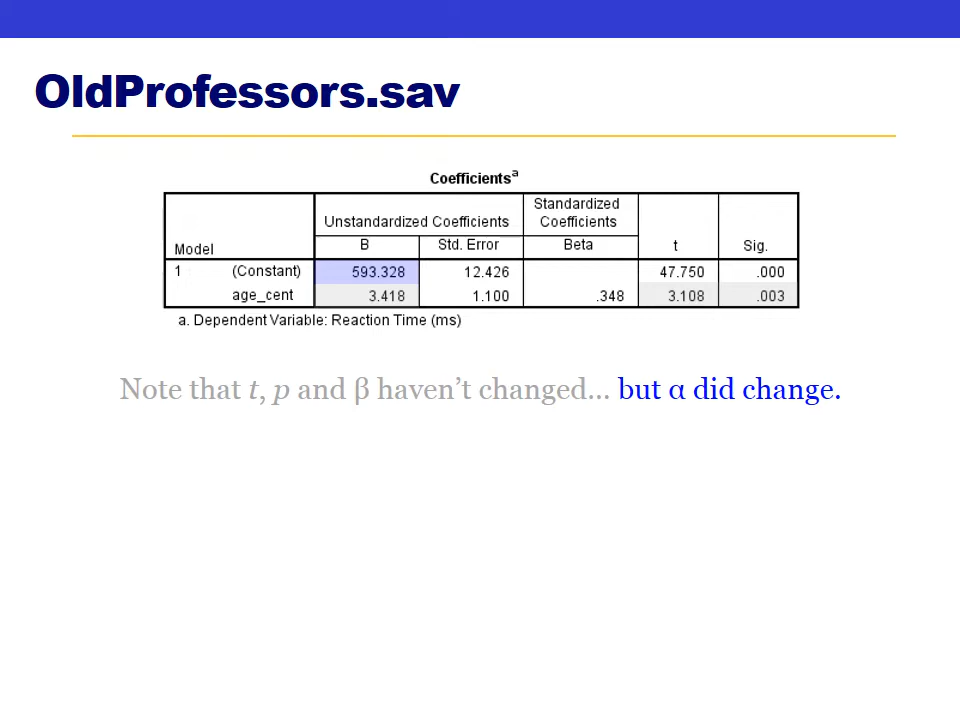 OldProfessors.sav
Coefficientsa
Model Unstandardized Coefficients Standardized Coefficients t Sig.
B Std. Error Beta
1 (Constant) 593.328 12.426 47.750 .000
age_cent 3.418 1.100 .348 3.108 .003
a. Dependent Variable: Reaction Time (ms)
Note that t, p and β haven’t changed... but α did change.